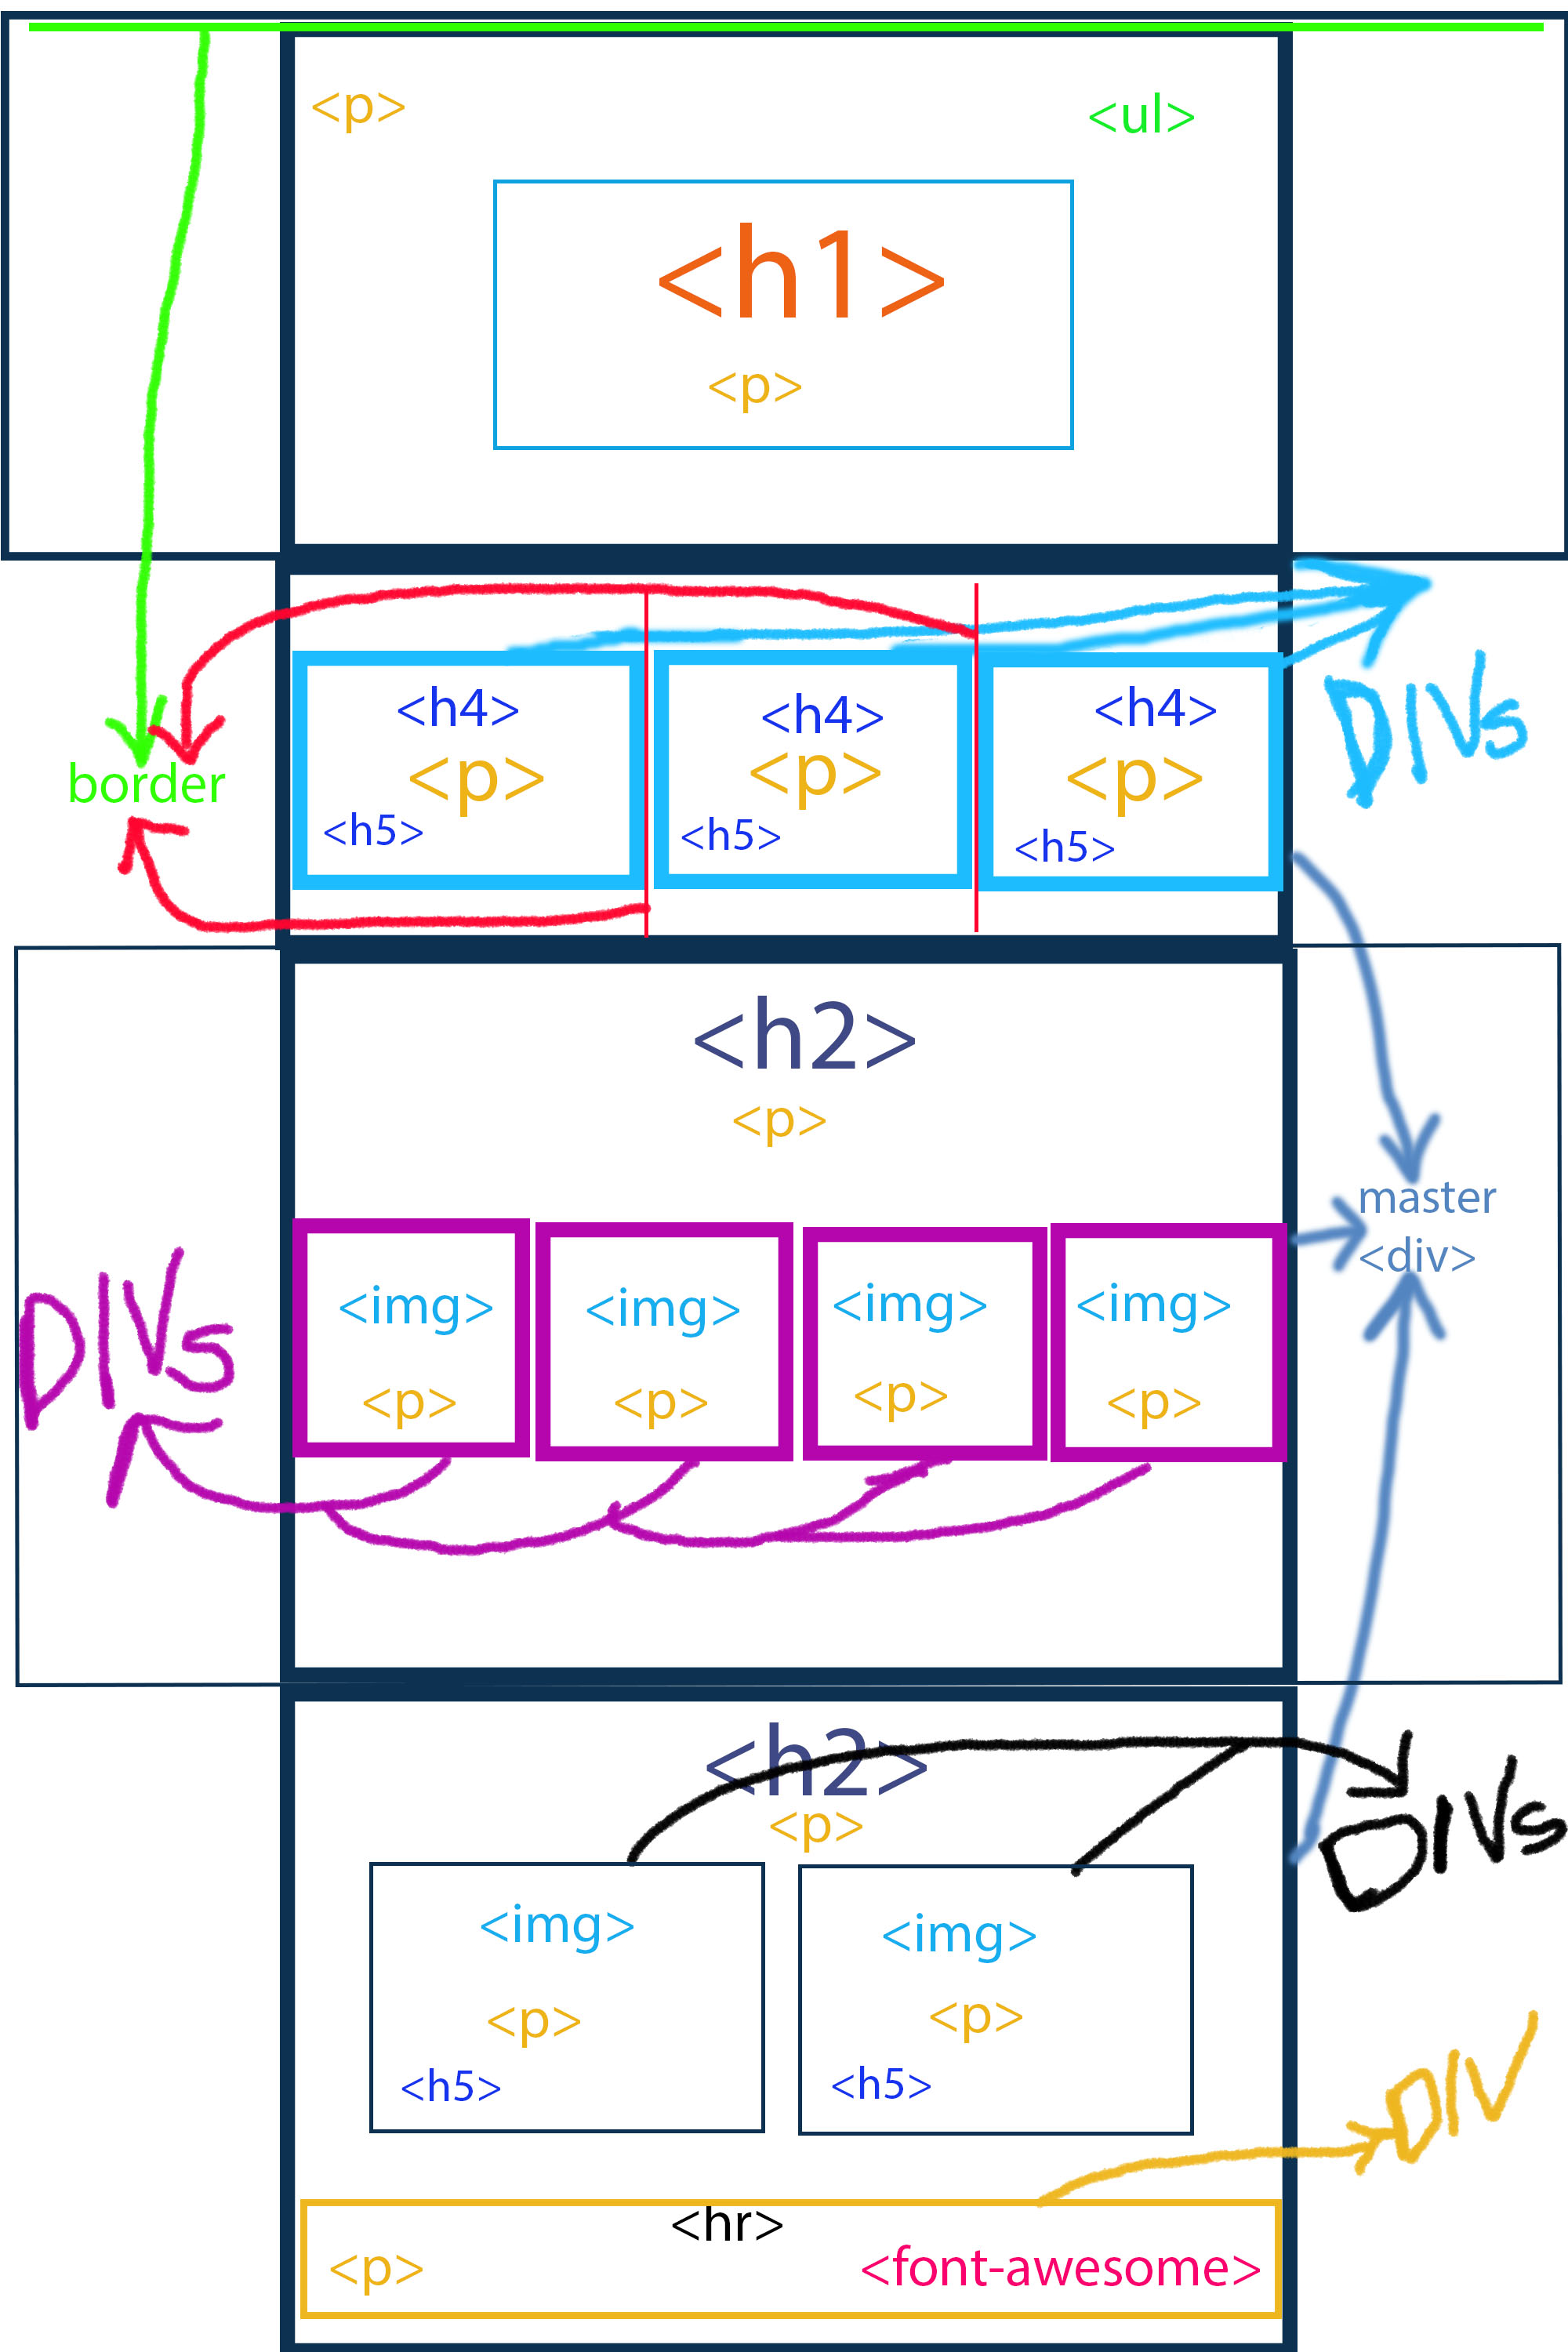 <p>
<ul>
<h1>
<p>
<h4> <h4> <h4>
<p> <p> <p>
<h5> <h5> <h5>
border
DIVs
<h2>
<p>
master
<div>
<img> <img> <img> <img>
<p> <p> <p> <p>
DIVs
<h2>
<p>
DIVs
<img> <img>
<p> <p>
<h5> <h5>
DIV
<hr>
<p> <font-awesome>